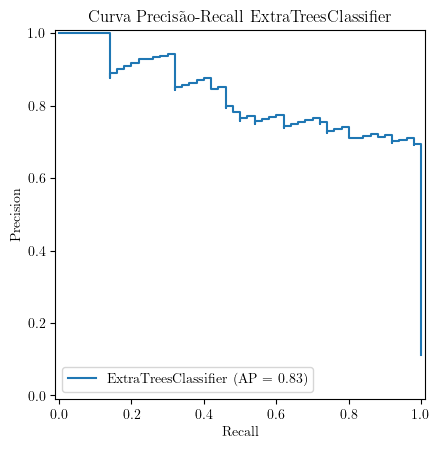 Curva Precisão-Recall ExtraTreesClassifier
1.0
0.8
0.6
0.4
0.2
0.0
Precision
ExtraTreesClassifier (AP = 0.83)
0.0 0.2 0.4 0.6 0.8 1.0
Recall